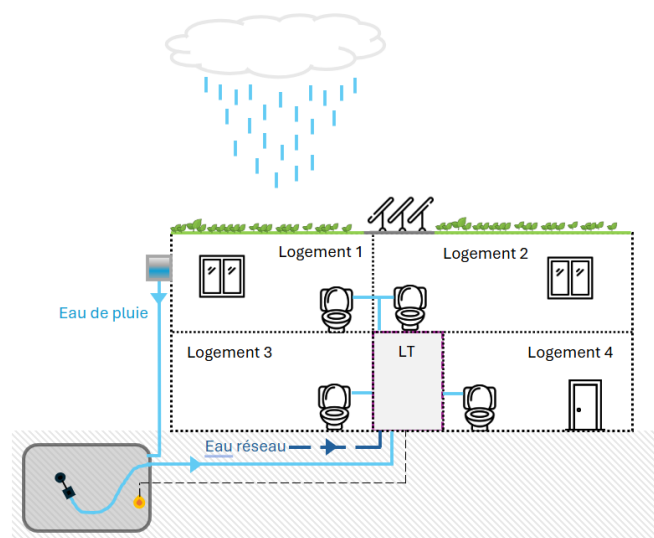 Logement 1
Logement 2
Eau de pluie
Logement 3
LT
Logement 4
Eau réseau